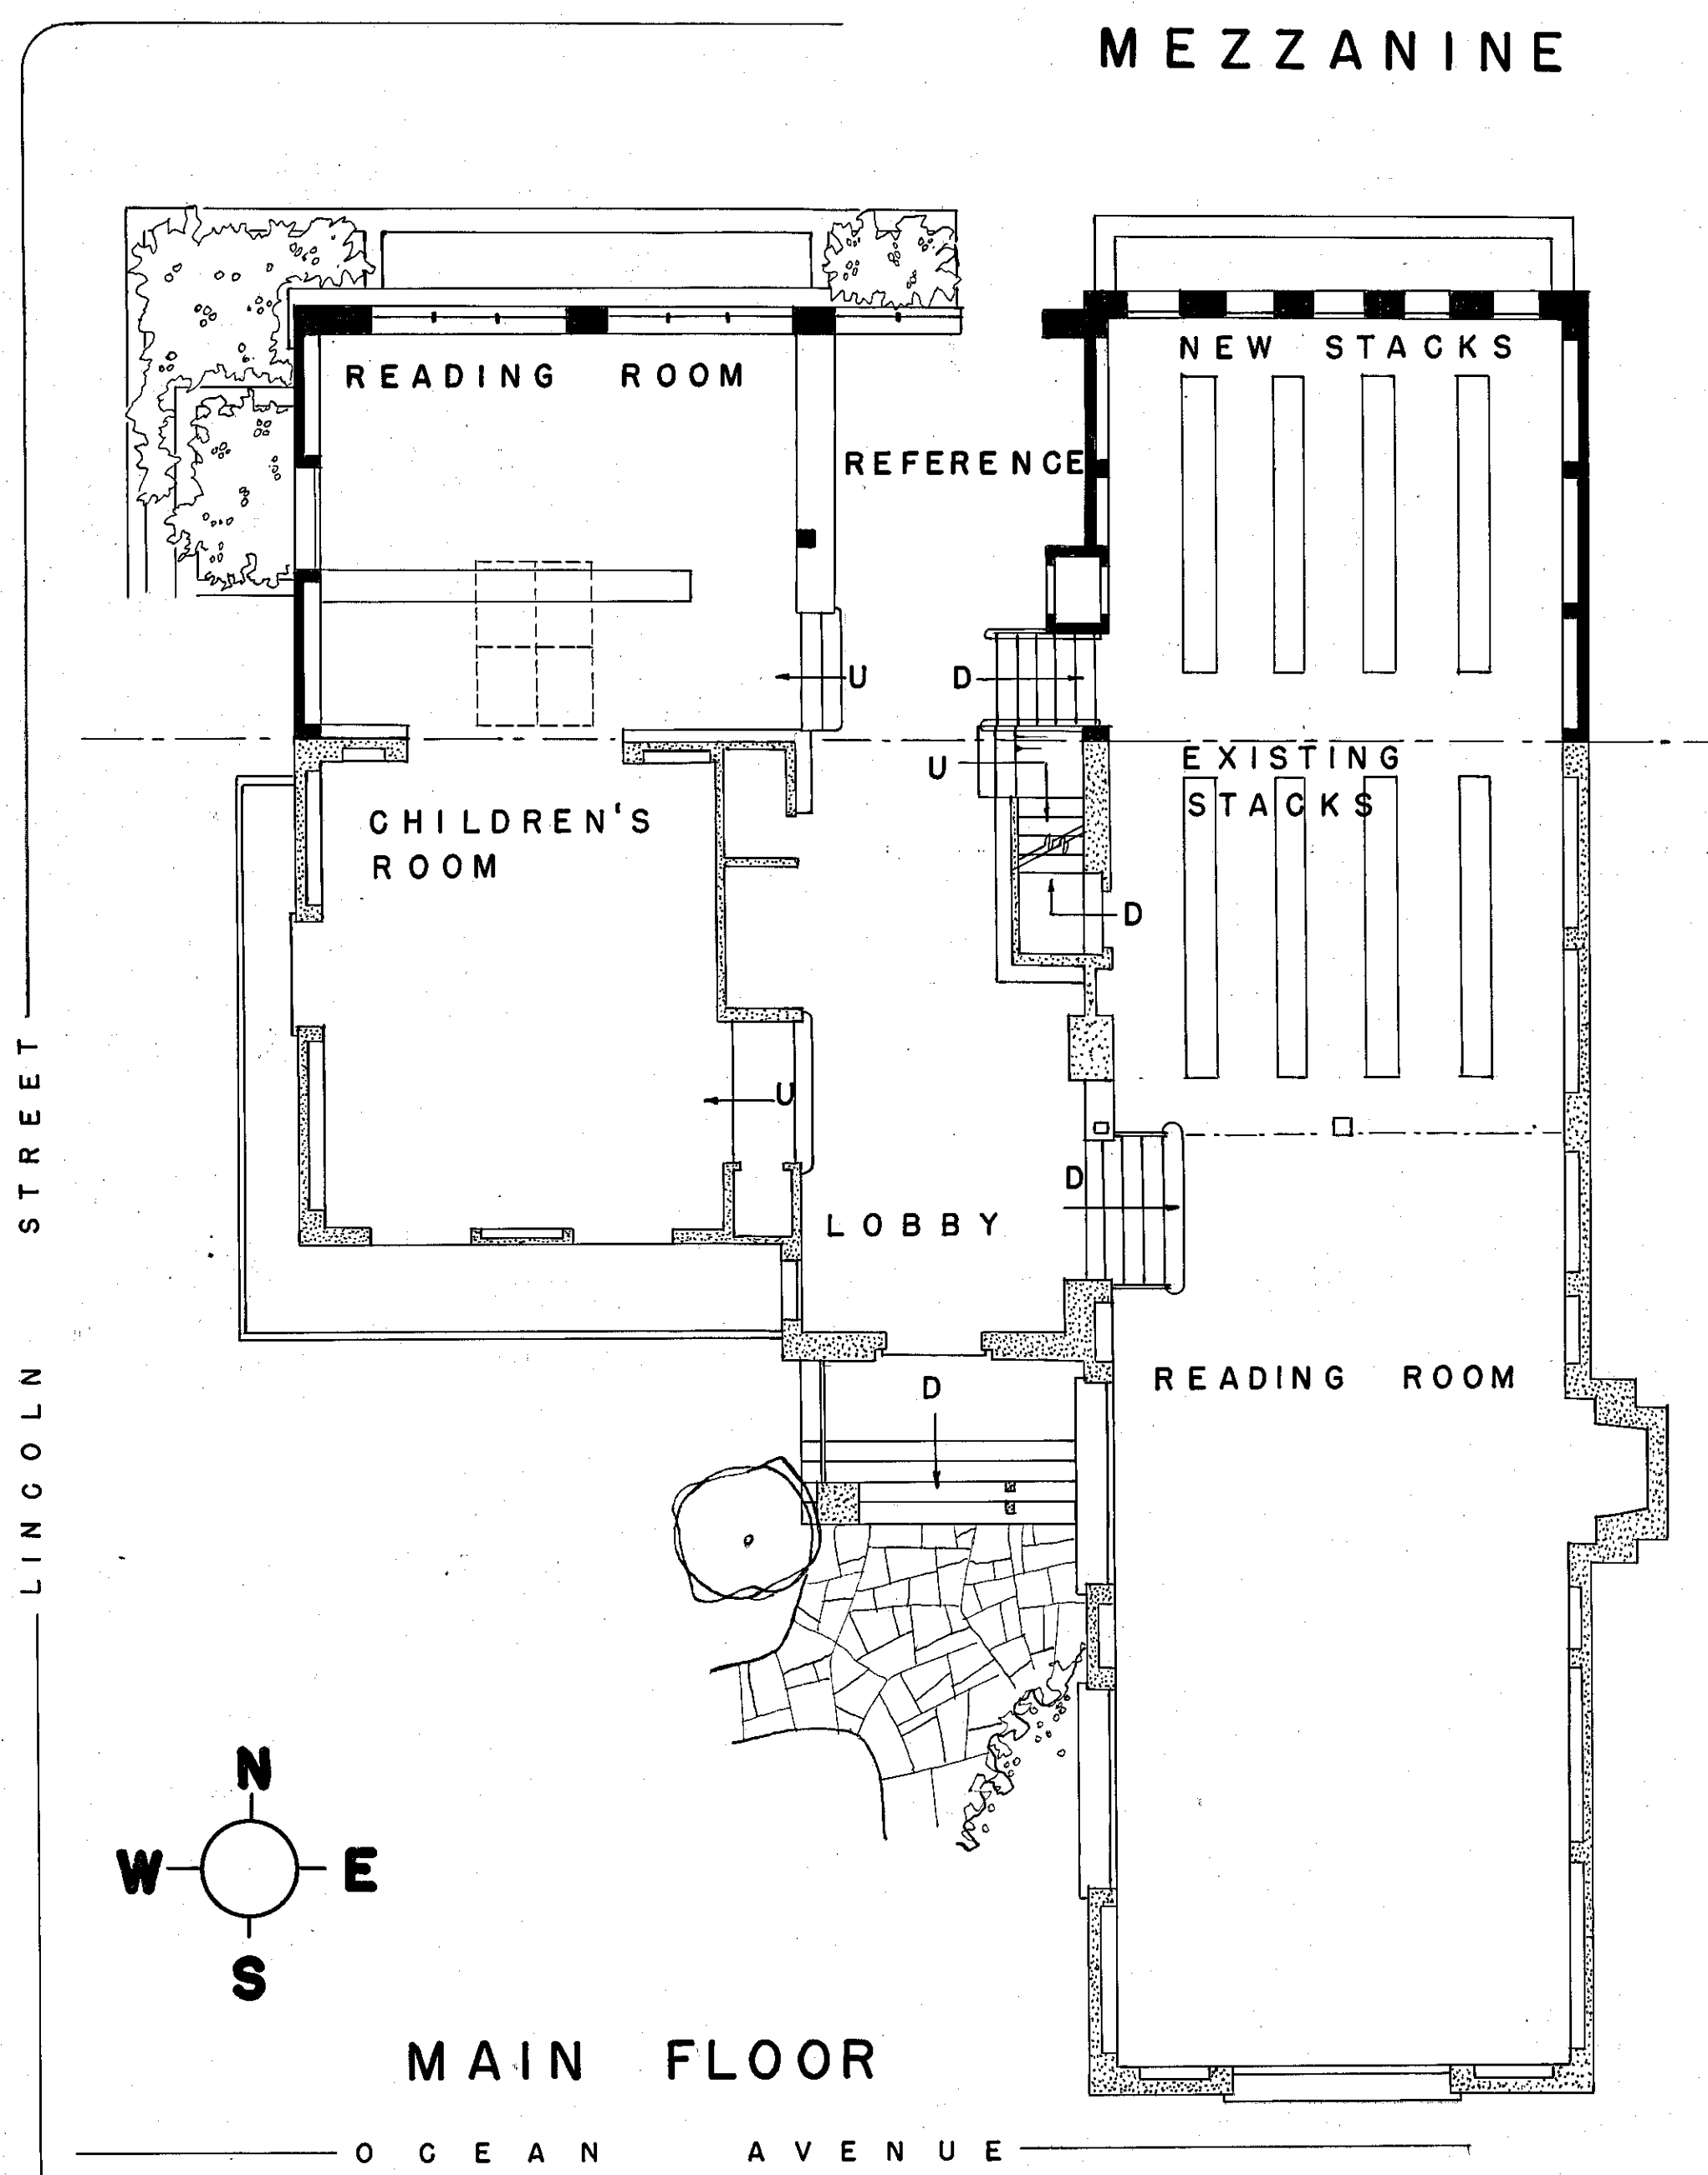 MEZZANINE
READING ROOM
NEW STACKS
REFERENCE
U
D
U
EXISTING
STACKS
CHILDREN'S
ROOM
D
U
D
LOBBY
READING ROOM
D
LINCOLN STREET
N
W E
S
MAIN FLOOR
OCEAN AVENUE